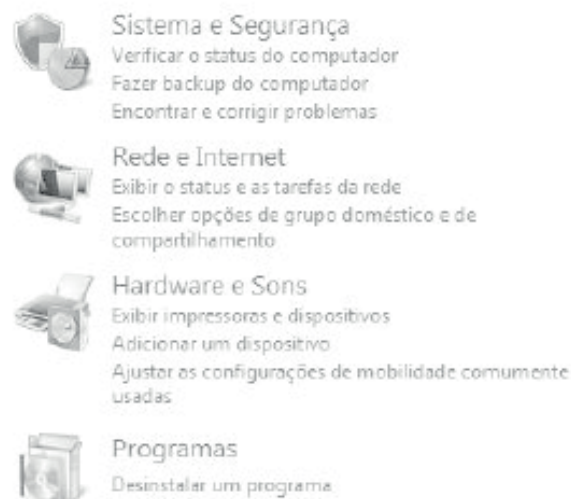 Sistema e Segurança
Verificar o status do computador
Fazer backup do computador
Encontrar e corrigir problemas
Rede e Internet
Exibir o status e as tarefas da rede
Escolher opções de grupo doméstico e de
compartilhamento
Hardware e Sons
Exibir impressoras e dispositivos
Adicionar um dispositivo
Ajustar as configurações de mobilidade comumente
usadas
Programas
Desinstalar um programa